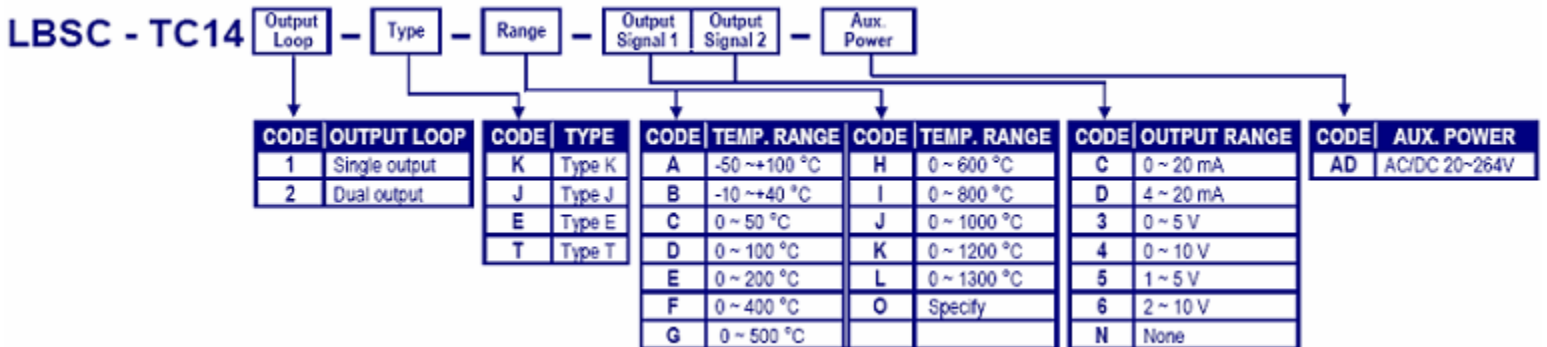 LBSC - TC14 Output Loop – Type – Range – Output Signal 1 Output Signal 2 – Aux. Power
CODE OUTPUT LOOP
1 Single output
2 Dual output
CODE TYPE
K Type K
J Type J
E Type E
T Type T
CODE TEMP. RANGE
A -50 ~+100 °C
B -10 ~+40 °C
C 0 ~ 50 °C
D 0 ~ 100 °C
E 0 ~ 200 °C
F 0 ~ 400 °C
G 0 ~ 500 °C
CODE TEMP. RANGE
H 0 ~ 600 °C
I 0 ~ 800 °C
J 0 ~ 1000 °C
K 0 ~ 1200 °C
L 0 ~ 1300 °C
O Specify
CODE OUTPUT RANGE
C 0 ~ 20 mA
D 4 ~ 20 mA
3 0 ~ 5 V
4 0 ~ 10 V
5 1 ~ 5 V
6 2 ~ 10 V
N None
CODE AUX. POWER
AD AC/DC 20~264V